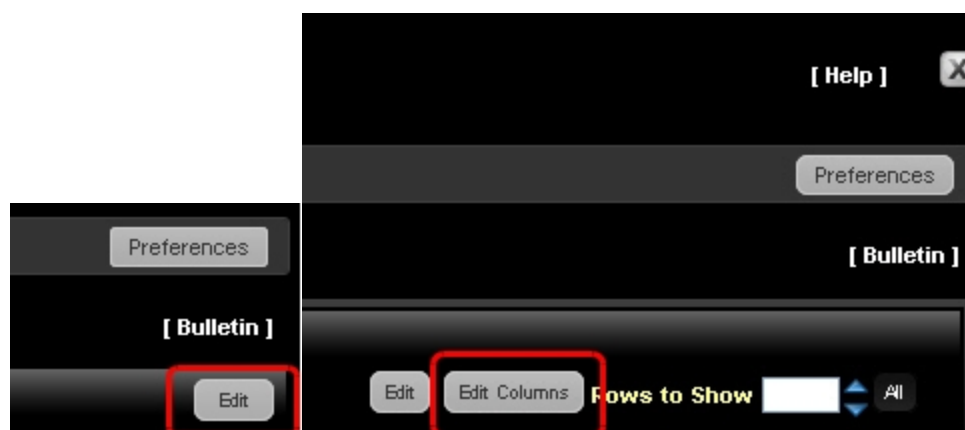 Preferences
[ Bulletin ]
Edit
[ Help ]
X
Preferences
[ Bulletin ]
Edit Edit Columns Rows to Show All